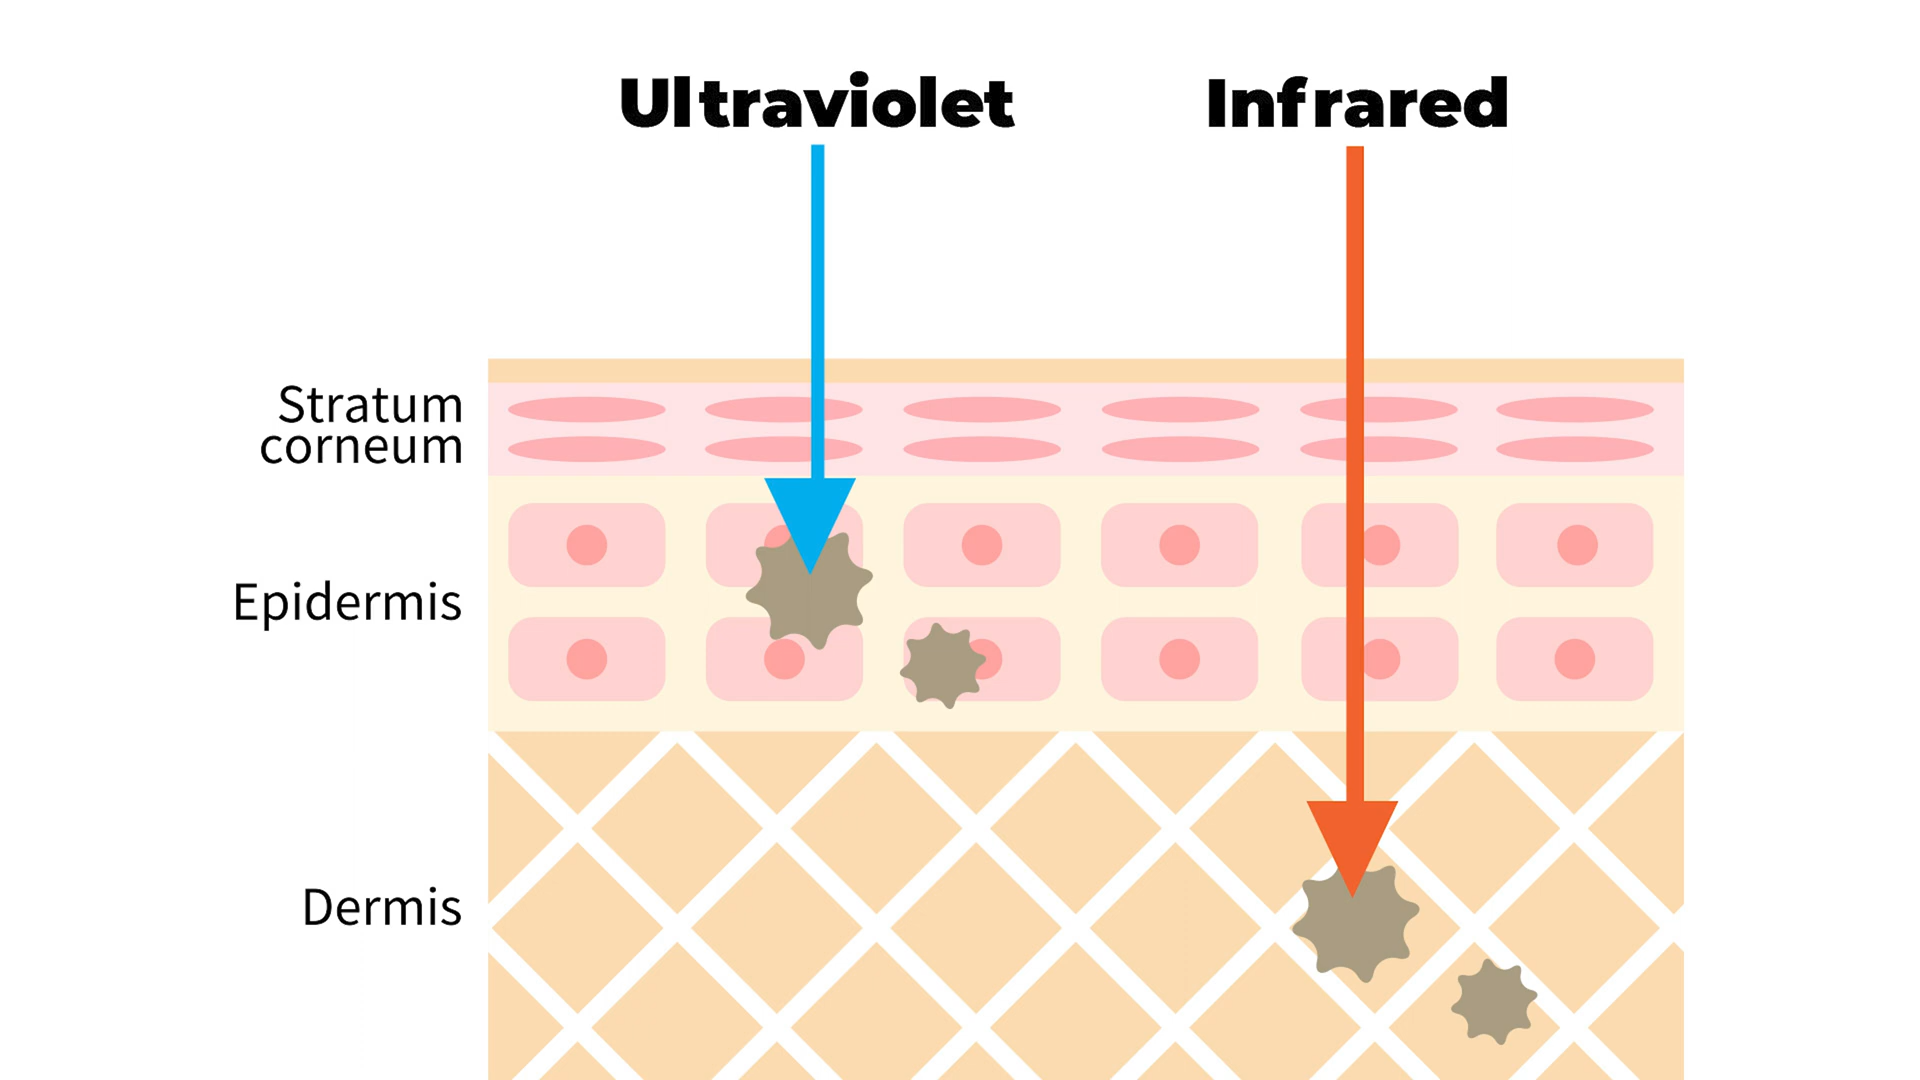 Ultraviolet
Infrared
Stratum
corneum
Epidermis
Dermis